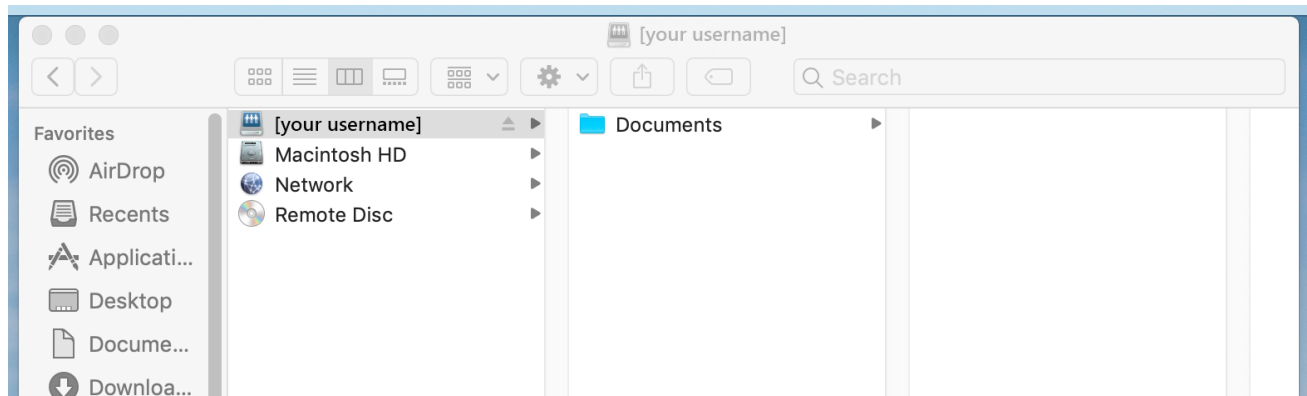 [your username]
Search
Favorites
AirDrop
Recents
Applicati...
Desktop
Docume...
Downloa...
[your username]
Macintosh HD
Network
Remote Disc
Documents